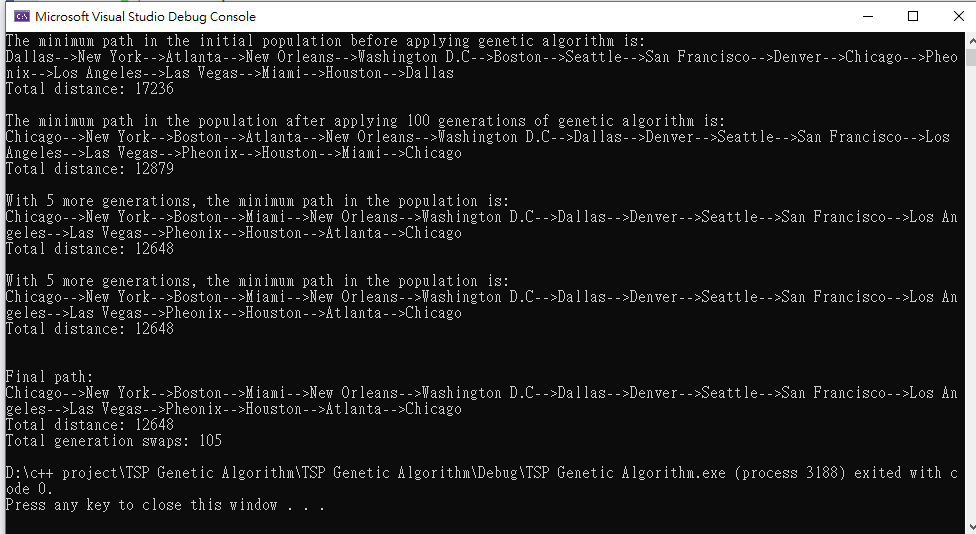 Microsoft Visual Studio Debug Console
The minimum path in the initial population before applying genetic algorithm is:
Dallas-->New York-->Atlanta-->New Orleans-->Washington D.C-->Boston-->Seattle-->San Francisco-->Denver-->Chicago-->Pheo
nix-->Los Angeles-->Las Vegas-->Miami-->Houston-->Dallas
Total distance: 17236
The minimum path in the population after applying 100 generations of genetic algorithm is:
Chicago-->New York-->Boston-->Atlanta-->New Orleans-->Washington D.C-->Dallas-->Denver-->Seattle-->San Francisco-->Los
Angeles-->Las Vegas-->Pheonix-->Houston-->Miami-->Chicago
Total distance: 12879
With 5 more generations, the minimum path in the population is:
Chicago-->New York-->Boston-->Miami-->New Orleans-->Washington D.C-->Dallas-->Denver-->Seattle-->San Francisco-->Los An
geles-->Las Vegas-->Pheonix-->Houston-->Atlanta-->Chicago
Total distance: 12648
With 5 more generations, the minimum path in the population is:
Chicago-->New York-->Boston-->Miami-->New Orleans-->Washington D.C-->Dallas-->Denver-->Seattle-->San Francisco-->Los An
geles-->Las Vegas-->Pheonix-->Houston-->Atlanta-->Chicago
Total distance: 12648
Final path:
Chicago-->New York-->Boston-->Miami-->New Orleans-->Washington D.C-->Dallas-->Denver-->Seattle-->San Francisco-->Los An
geles-->Las Vegas-->Pheonix-->Houston-->Atlanta-->Chicago
Total distance: 12648
Total generation swaps: 105
D:\c++ project\TSP Genetic Algorithm\TSP Genetic Algorithm\Debug\TSP Genetic Algorithm.exe (process 3188) exited with c
ode 0.
Press any key to close this window . . .